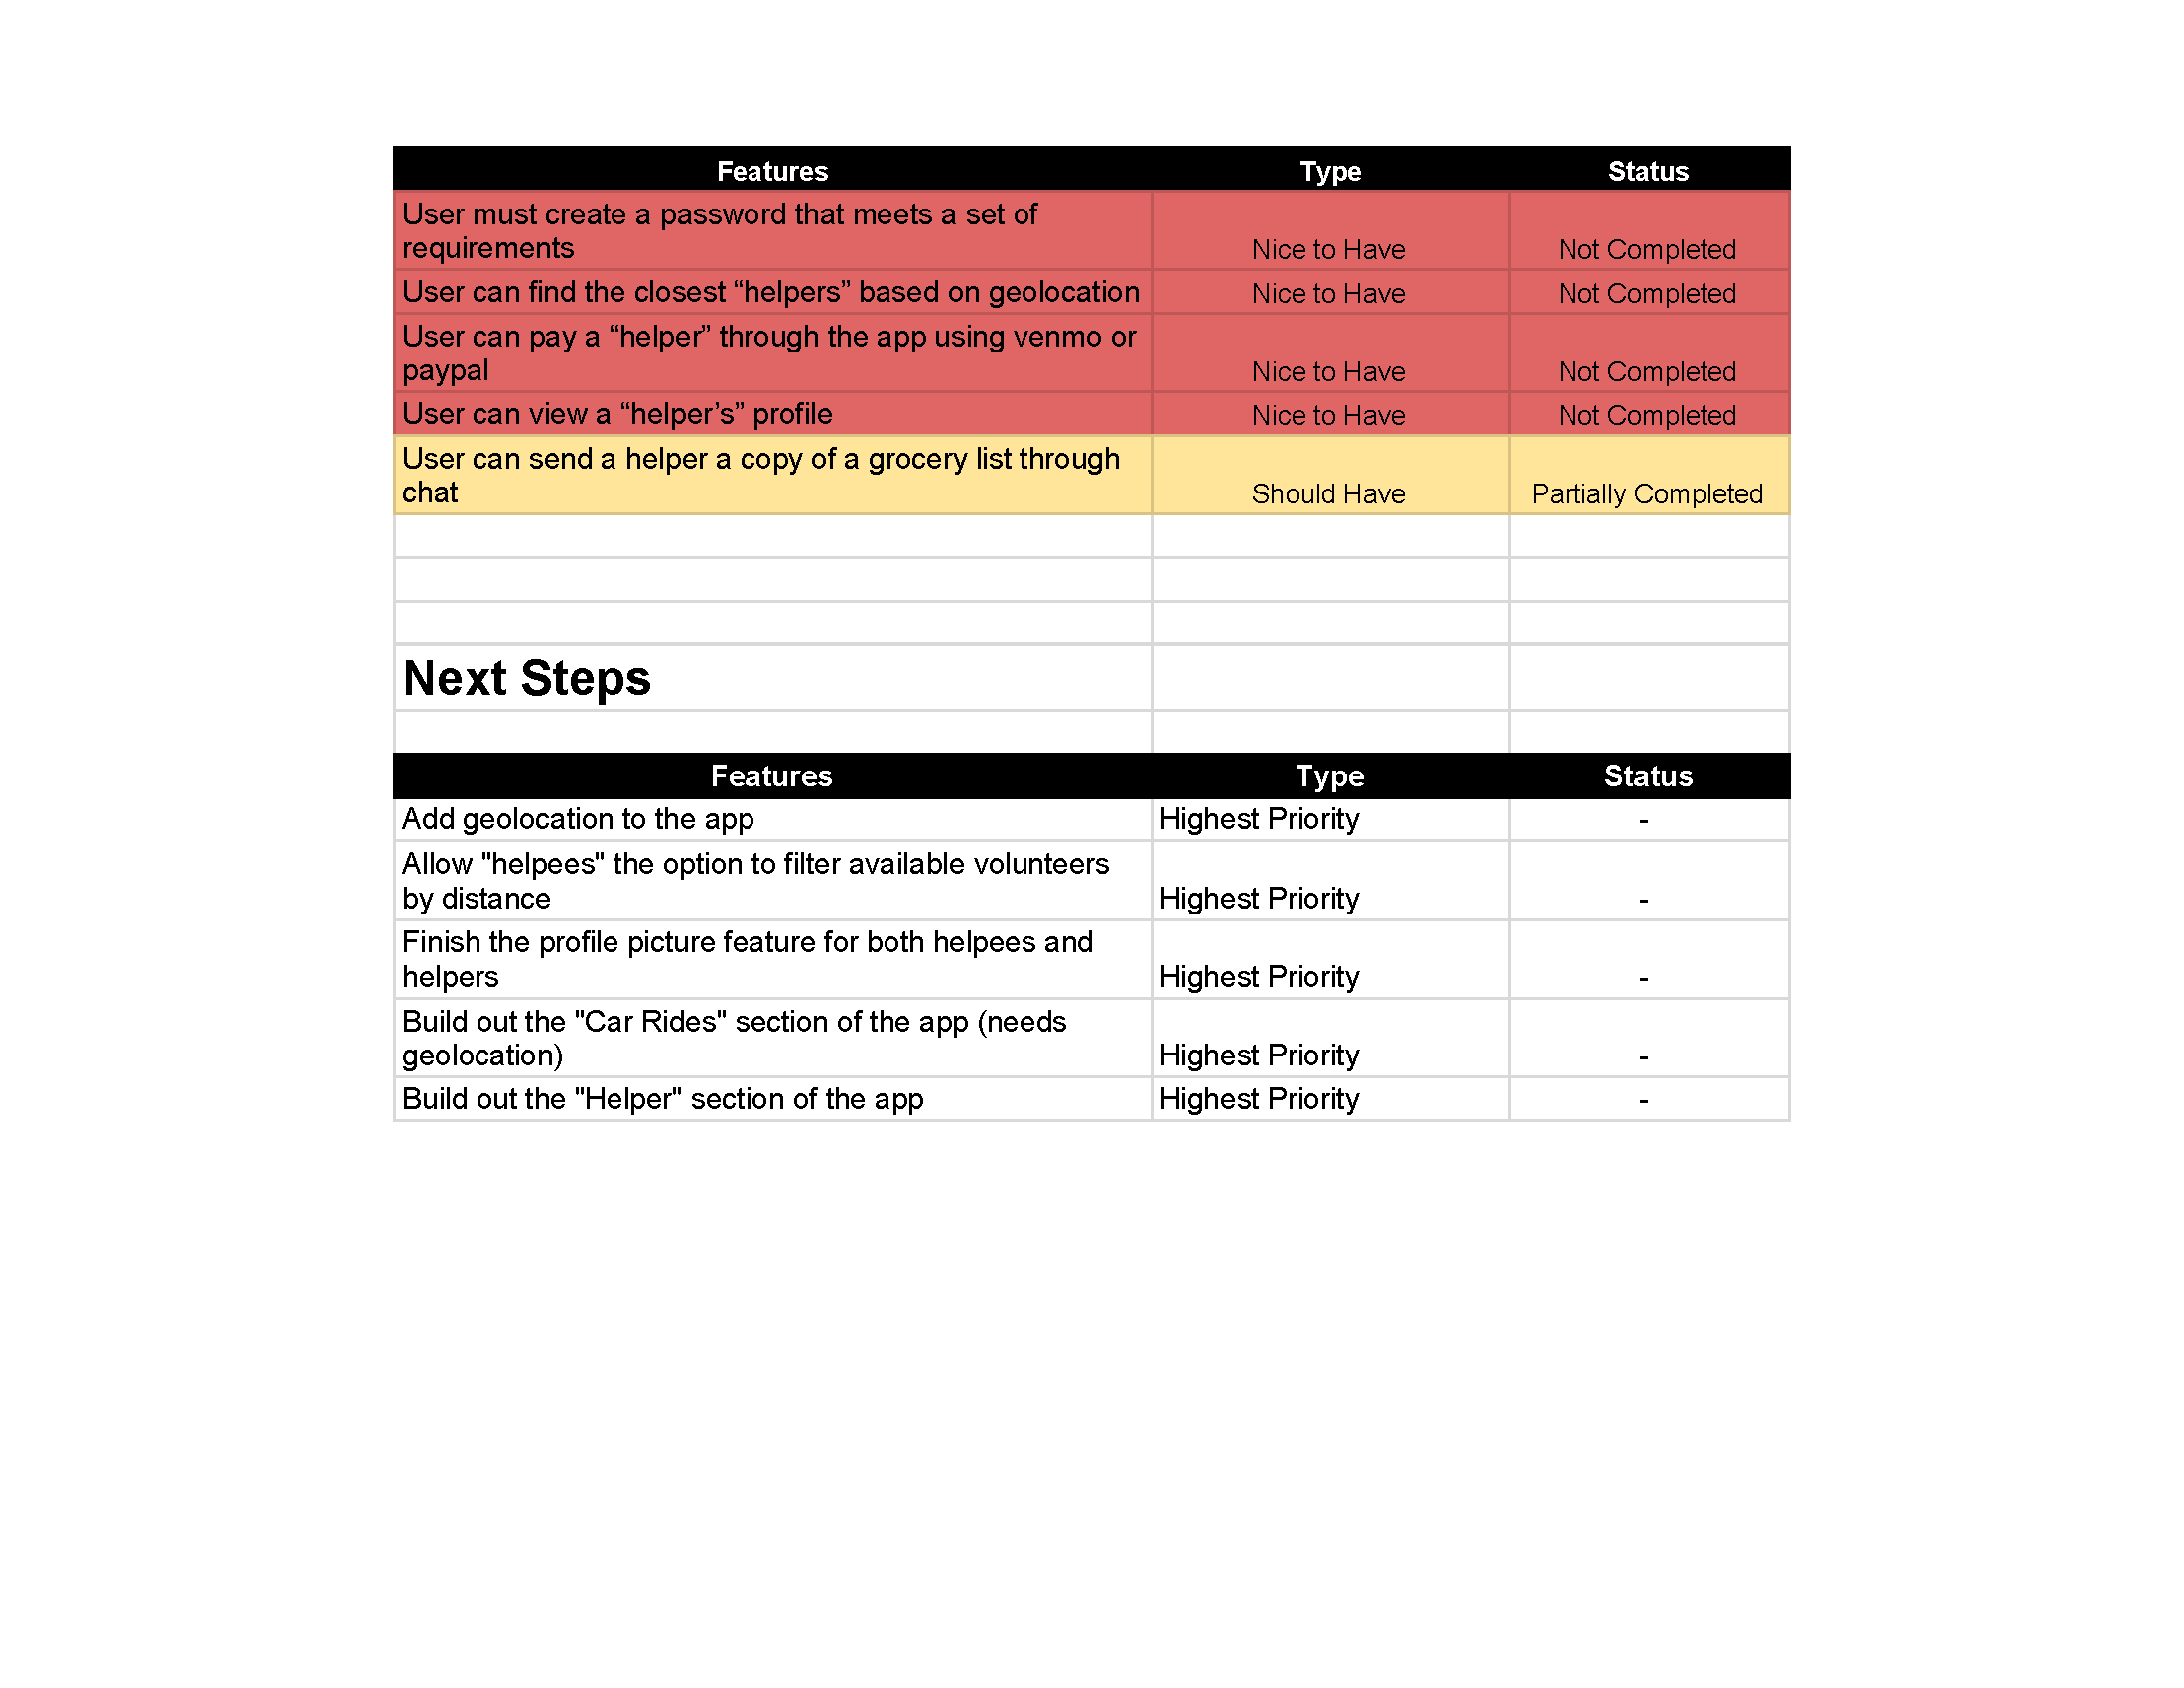 Features Type Status
User must create a password that meets a set of
requirements Nice to Have Not Completed
User can find the closest “helpers” based on geolocation Nice to Have Not Completed
User can pay a “helper” through the app using venmo or
paypal Nice to Have Not Completed
User can view a “helper’s” profile Nice to Have Not Completed
User can send a helper a copy of a grocery list through
chat Should Have Partially Completed
Next Steps
Features Type Status
Add geolocation to the app Highest Priority -
Allow "helpees" the option to filter available volunteers
by distance Highest Priority -
Finish the profile picture feature for both helpees and
helpers Highest Priority -
Build out the "Car Rides" section of the app (needs
geolocation) Highest Priority -
Build out the "Helper" section of the app Highest Priority -